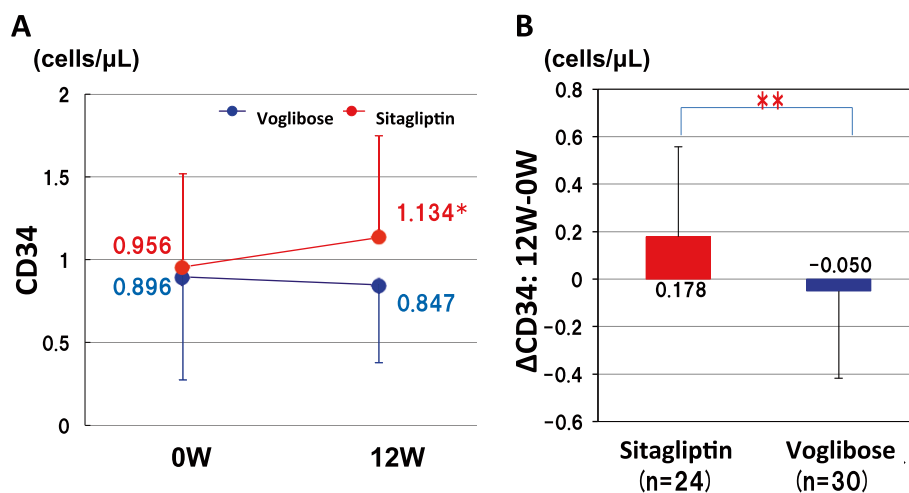 A
(cells/µL)
2
1.5
1
0.5
0
CD34
Voglibose
Sitagliptin
0.956
0.896
1.134*
0.847
0W
12W
B
(cells/µL)
0.8
0.6
0.4
0.2
0
−0.2
−0.4
−0.6
ΔCD34: 12W-0W
**
0.178
−0.050
Sitagliptin
(n=24)
Voglibose
(n=30)